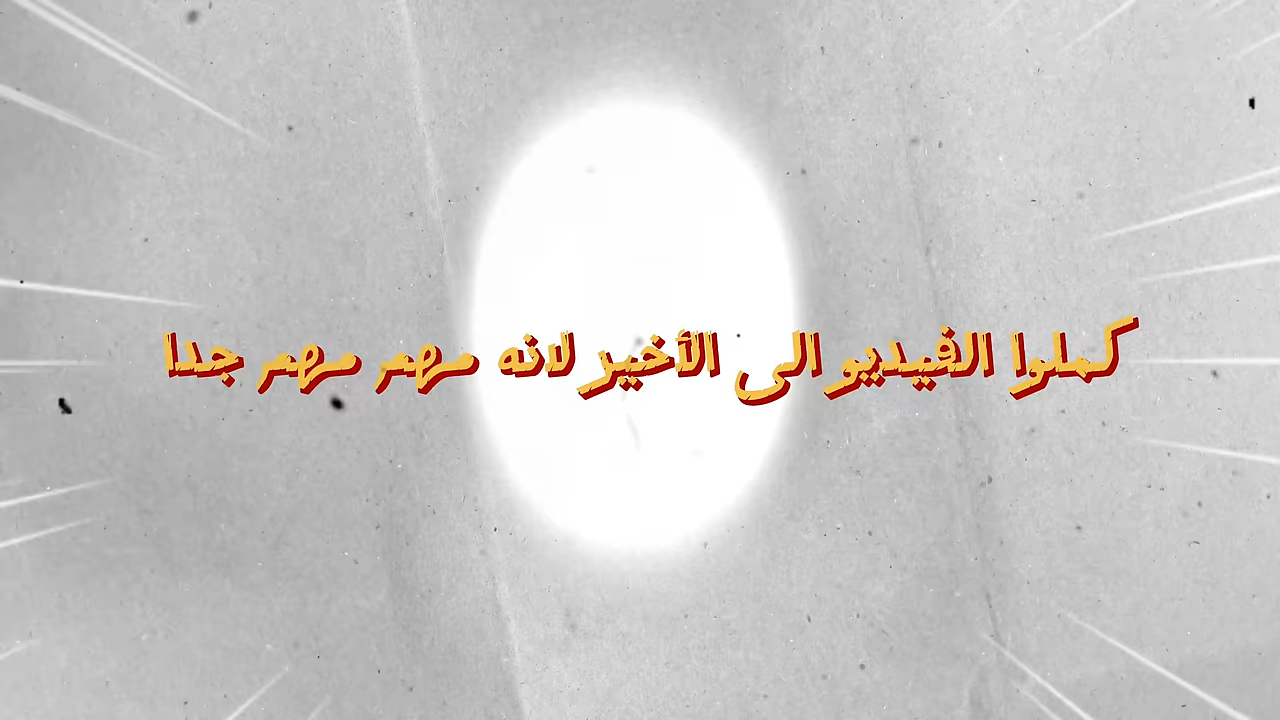 كملوا الفيديو الى الأخير لانه مهم مهم جدا